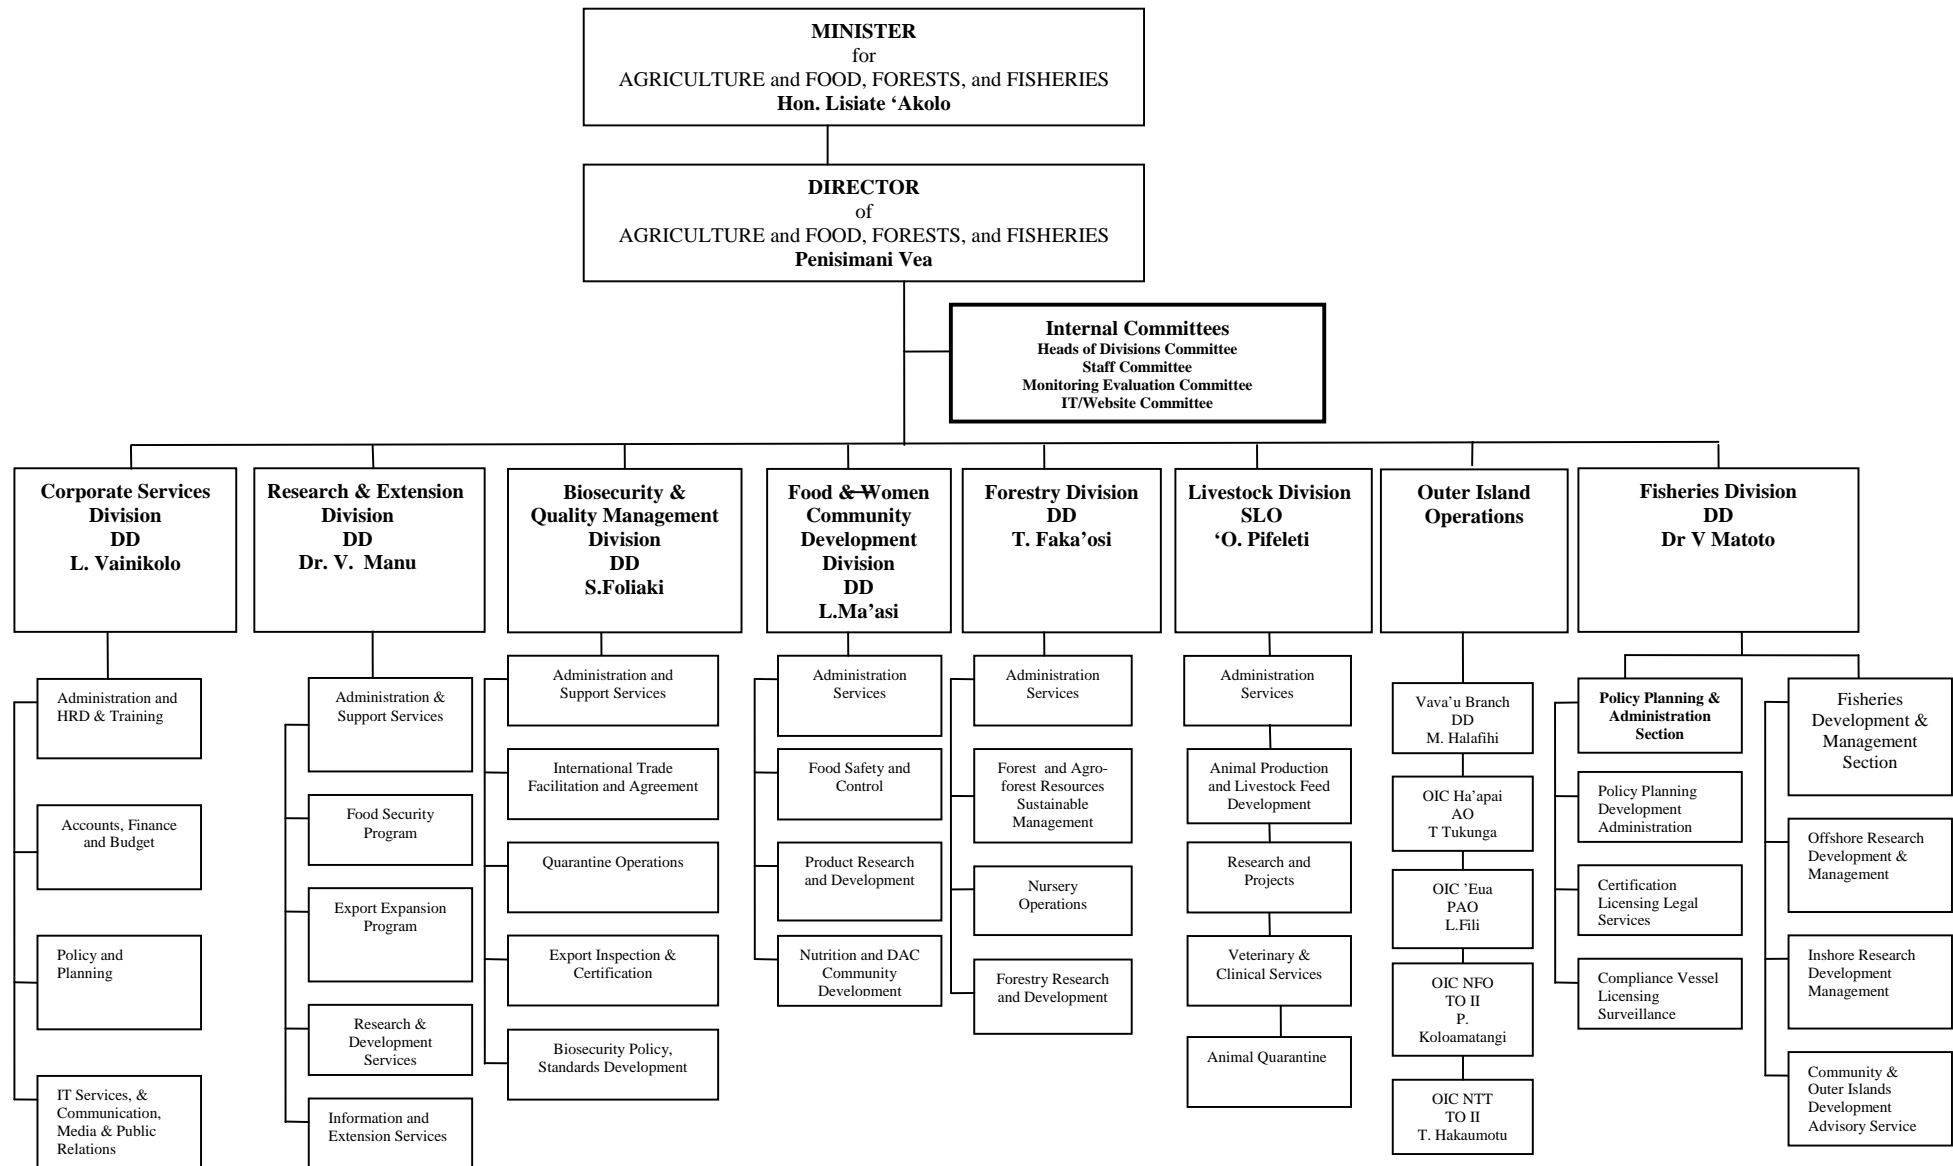 MINISTER
for
AGRICULTURE and FOOD, FORESTS, and FISHERIES
Hon. Lisiate ‘Akolo
DIRECTOR
of
AGRICULTURE and FOOD, FORESTS, and FISHERIES
Penisimani Vea
Internal Committees
Heads of Divisions Committee
Staff Committee
Monitoring Evaluation Committee
IT/Website Committee
Corporate Services
Division
DD
L. Vainikolo
Research & Extension
Division
DD
Dr. V. Manu
Biosecurity &
Quality Management
Division
DD
S.Foliaki
Food & Women
Community
Development
Division
DD
L.Ma’asi
Forestry Division
DD
T. Faka’osi
Livestock Division
SLO
‘O. Pifeleti
Outer Island
Operations
Fisheries Division
DD
Dr V Matoto
Administration and
HRD & Training
Accounts, Finance
and Budget
Policy and
Planning
IT Services, &
Communication,
Media & Public
Relations
Administration &
Support Services
Food Security
Program
Export Expansion
Program
Research &
Development
Services
Information and
Extension Services
Administration and
Support Services
International Trade
Facilitation and Agreement
Quarantine Operations
Export Inspection &
Certification
Biosecurity Policy,
Standards Development
Administration
Services
Food Safety and
Control
Product Research
and Development
Nutrition and DAC
Community
Development
Administration
Services
Forest and Agro-
forest Resources
Sustainable
Management
Nursery
Operations
Forestry Research
and Development
Administration
Services
Animal Production
and Livestock Feed
Development
Research and
Projects
Veterinary &
Clinical Services
Animal Quarantine
Vava’u Branch
DD
M. Halafihi
OIC Ha’apai
AO
T Tukunga
OIC ’Eua
PAO
L.Fili
OIC NFO
TO II
P.
Koloamatangi
OIC NTT
TO II
T. Hakaumotu
Policy Planning &
Administration
Section
Policy Planning
Development
Administration
Certification
Licensing Legal
Services
Compliance Vessel
Licensing
Surveillance
Fisheries
Development &
Management
Section
Offshore Research
Development &
Management
Inshore Research
Development
Management
Community &
Outer Islands
Development
Advisory Service